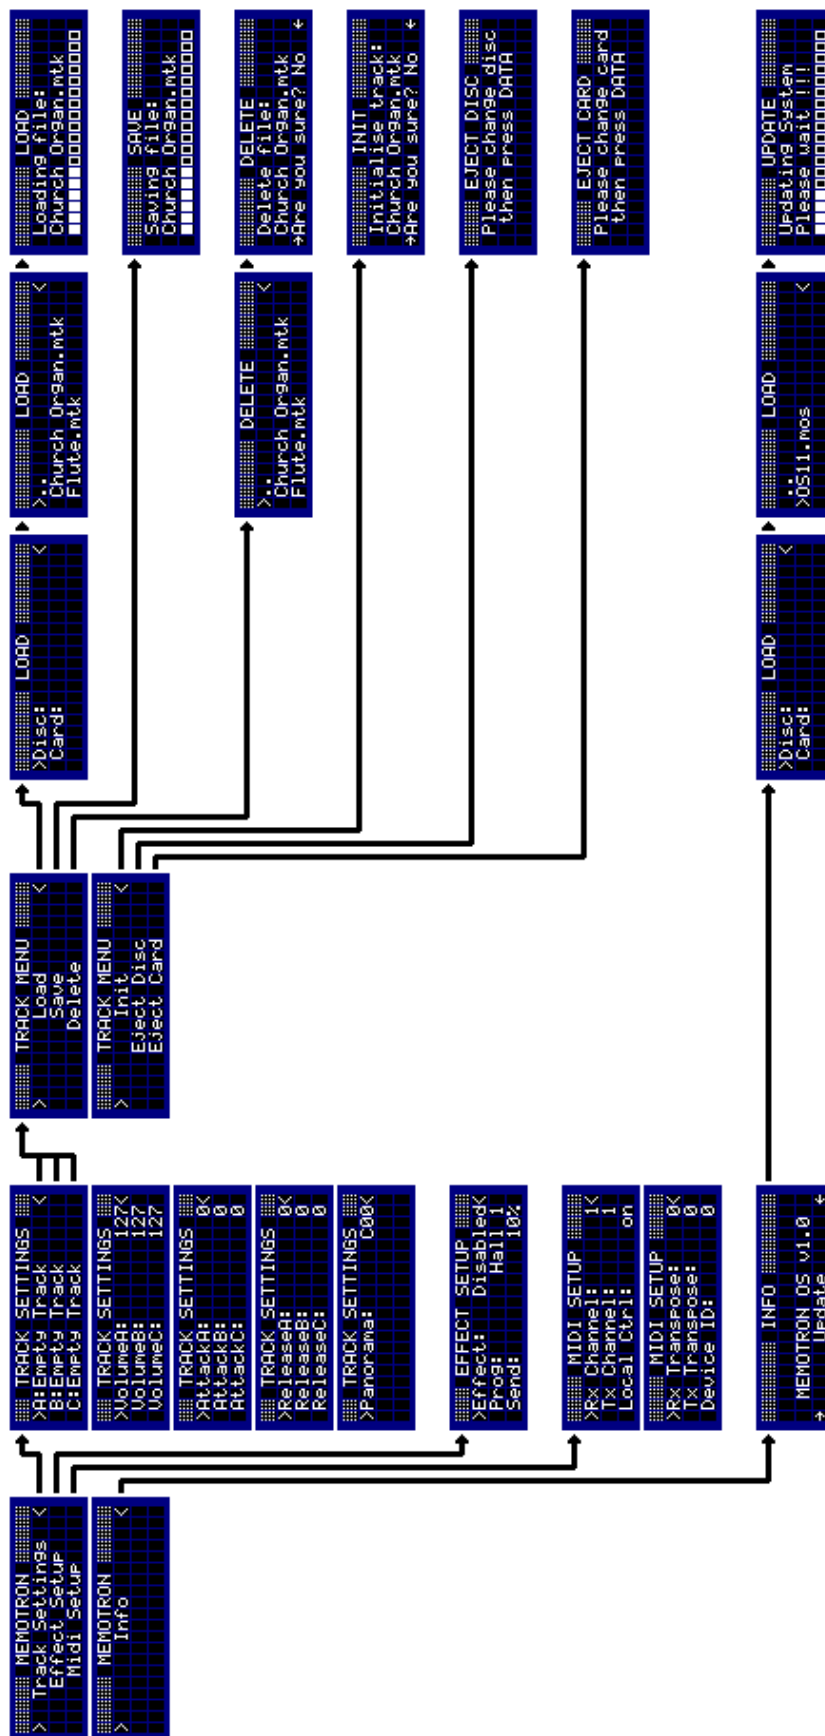 MEMOTRON
> Track Settings <
Effect Setup
Midi Setup
MEMOTRON
> Info <
TRACK SETTINGS
>A:Empty Track <
B:Empty Track
C:Empty Track
TRACK SETTINGS
>VolumeA: 127<
VolumeB: 127
VolumeC: 127
TRACK SETTINGS
>AttackA: 0<
AttackB: 0
AttackC: 0
TRACK SETTINGS
>ReleaseA: 0<
ReleaseB: 0
ReleaseC: 0
TRACK SETTINGS
>Panorama: C00<
EFFECT SETUP
>Effect: Disabled<
Prog: Hall 1
Send: 10%
MIDI SETUP
>Rx Channel: 1<
Tx Channel: 1
Local Ctrl: on
MIDI SETUP
>Rx Transpose: 0<
Tx Transpose: 0
Device ID: 0
INFO
MEMOTRON OS v1.0
→ Update ←
TRACK MENU
> Load <
Save
Delete
TRACK MENU
> Init <
Eject Disc
Eject Card
LOAD
>Disc: <
Card:
LOAD
>.. <
Church Organ.mtk
Flute.mtk
LOAD
Loading file:
Church Organ.mtk
SAVE
Saving file:
Church Organ.mtk
DELETE
>.. <
Church Organ.mtk
Flute.mtk
DELETE
Delete file:
Church Organ.mtk
→Are you sure? No ←
INIT
Initialise track:
Church Organ.mtk
→Are you sure? No ←
EJECT DISC
Please change disc
then press DATA
EJECT CARD
Please change card
then press DATA
LOAD
>Disc: <
Card:
LOAD
..
>OS11.mos <
UPDATE
Updating System
Please wait !!!